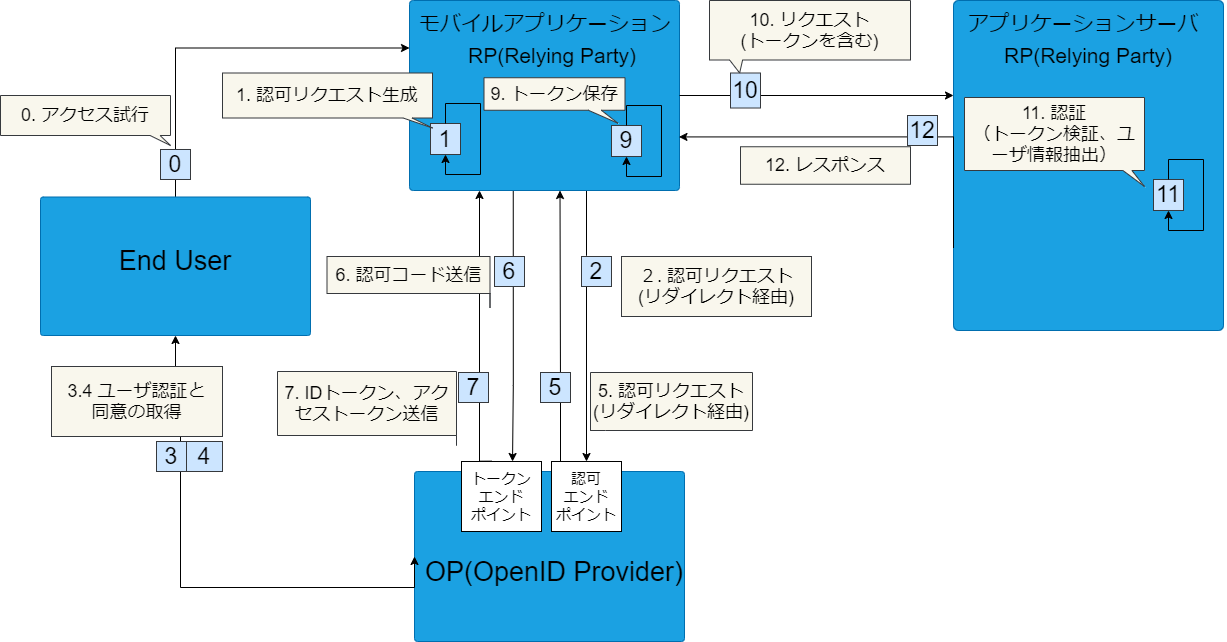 モバイルアプリケーション
RP(Relying Party)
1. 認可リクエスト生成
1
9. トークン保存
9
10. リクエスト
(トークンを含む)
10
12
12. レスポンス
アプリケーションサーバ
RP(Relying Party)
11. 認証
（トークン検証、ユ
ーザ情報抽出）
11
0. アクセス試行
0
End User
6. 認可コード送信
6
2
２. 認可リクエスト
(リダイレクト経由)
3.4 ユーザ認証と
同意の取得
3
4
7. IDトークン、アク
セストークン送信
7
5
5. 認可リクエスト
(リダイレクト経由)
トークン
エンド
ポイント
認可
エンド
ポイント
OP(OpenID Provider)